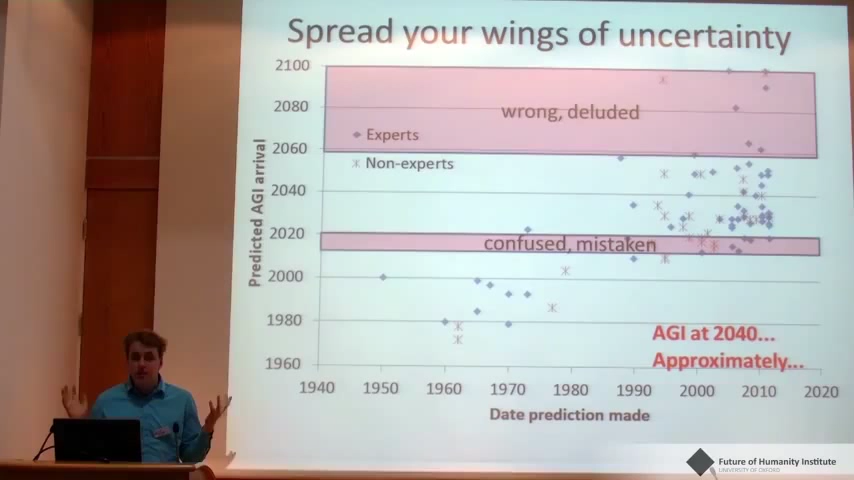 Spread your wings of uncertainty
2100
2080
2060
2040
2020
2000
1980
1960
Predicted AGI arrival
wrong, deluded
Experts
Non-experts
confused, mistaken
AGI at 2040...
Approximately...
1940 1950 1960 1970 1980 1990 2000 2010 2020
Date prediction made
Future of Humanity Institute
UNIVERSITY OF OXFORD